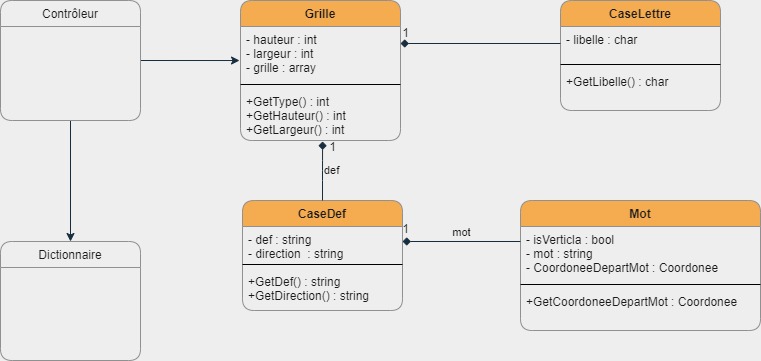 Contrôleur
Grille
- hauteur : int
- largeur : int
- grille : array
+GetType() : int
+GetHauteur() : int
+GetLargeur() : int
1
CaseLettre
- libelle : char
+GetLibelle() : char
1
def
Dictionnaire
CaseDef
- def : string
- direction  : string
+GetDef() : string
+GetDirection() : string
1
mot
Mot
- isVerticla : bool
- mot : string
- CoordoneeDepartMot : Coordonee
+GetCoordoneeDepartMot : Coordonee